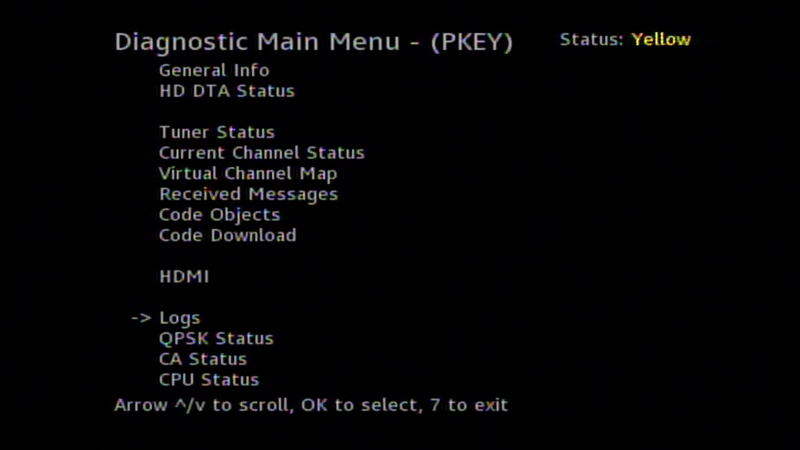 Diagnostic Main Menu - (PKEY)
Status: Yellow
General Info
HD DTA Status
Tuner Status
Current Channel Status
Virtual Channel Map
Received Messages
Code Objects
Code Download
HDMI
-> Logs
QPSK Status
CA Status
CPU Status
Arrow ^/v to scroll, OK to select, 7 to exit